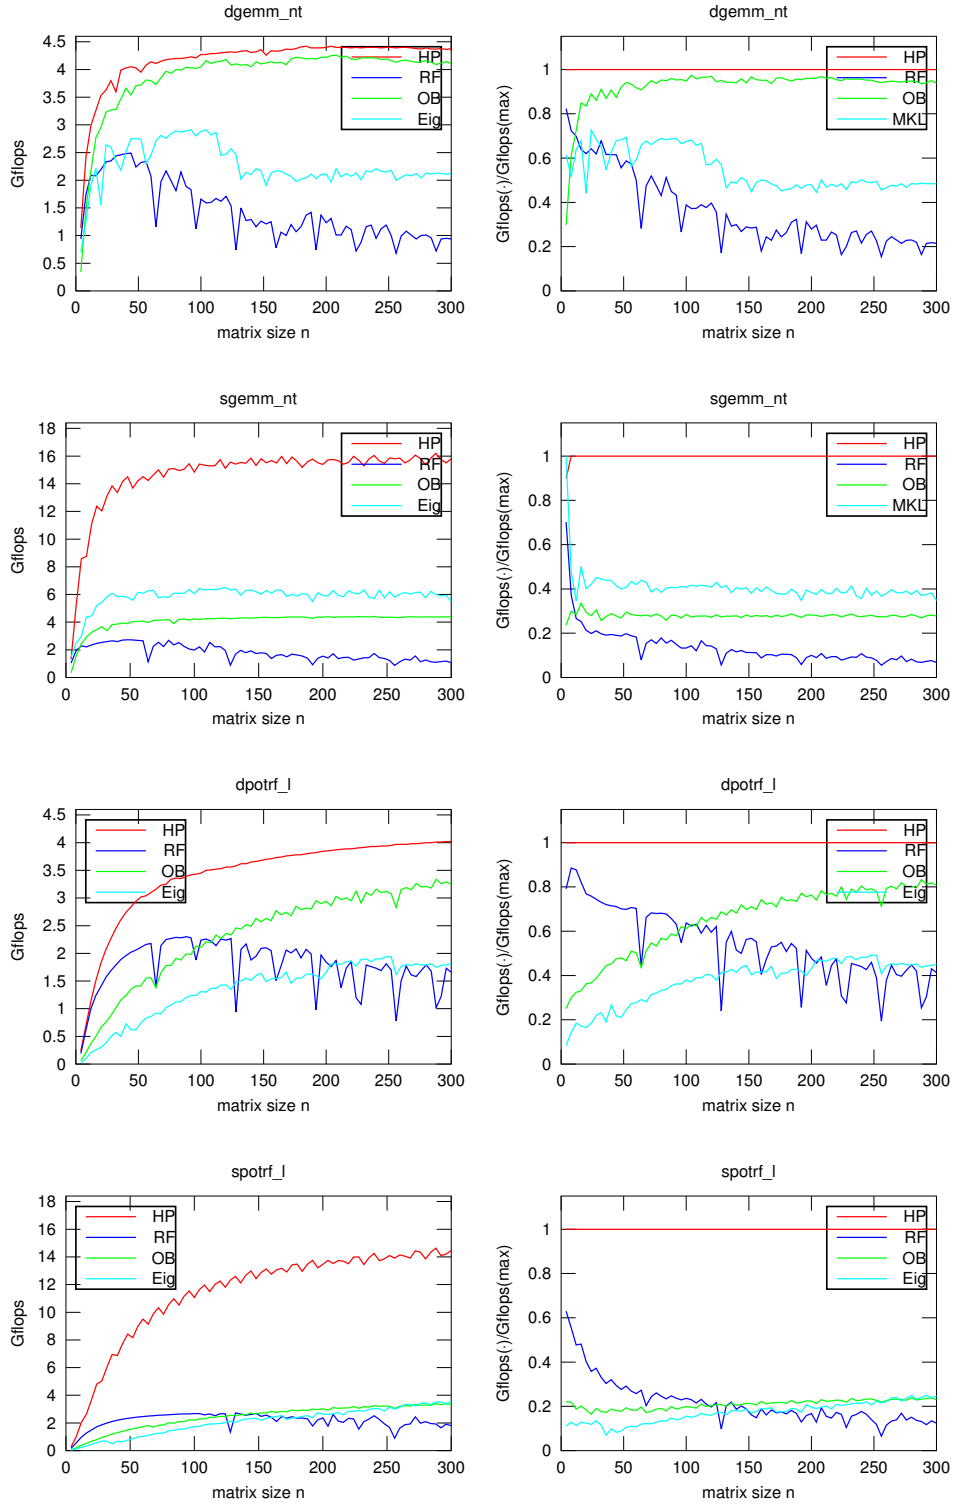 dgemm_nt
4.5
4
3.5
3
2.5
2
1.5
1
0.5
0
Gflops
HP
RF
OB
Eig
0 50 100 150 200 250 300
matrix size n
dgemm_nt
1
0.8
0.6
0.4
0.2
0
Gflops(·)/Gflops(max)
HP
RF
OB
MKL
0 50 100 150 200 250 300
matrix size n
sgemm_nt
18
16
14
12
10
8
6
4
2
0
Gflops
HP
RF
OB
Eig
0 50 100 150 200 250 300
matrix size n
sgemm_nt
1
0.8
0.6
0.4
0.2
0
Gflops(·)/Gflops(max)
HP
RF
OB
MKL
0 50 100 150 200 250 300
matrix size n
dpotrf_l
4.5
4
3.5
3
2.5
2
1.5
1
0.5
0
Gflops
HP
RF
OB
Eig
0 50 100 150 200 250 300
matrix size n
dpotrf_l
1
0.8
0.6
0.4
0.2
0
Gflops(·)/Gflops(max)
HP
RF
OB
Eig
0 50 100 150 200 250 300
matrix size n
spotrf_l
18
16
14
12
10
8
6
4
2
0
Gflops
HP
RF
OB
Eig
0 50 100 150 200 250 300
matrix size n
spotrf_l
1
0.8
0.6
0.4
0.2
0
Gflops(·)/Gflops(max)
HP
RF
OB
Eig
0 50 100 150 200 250 300
matrix size n